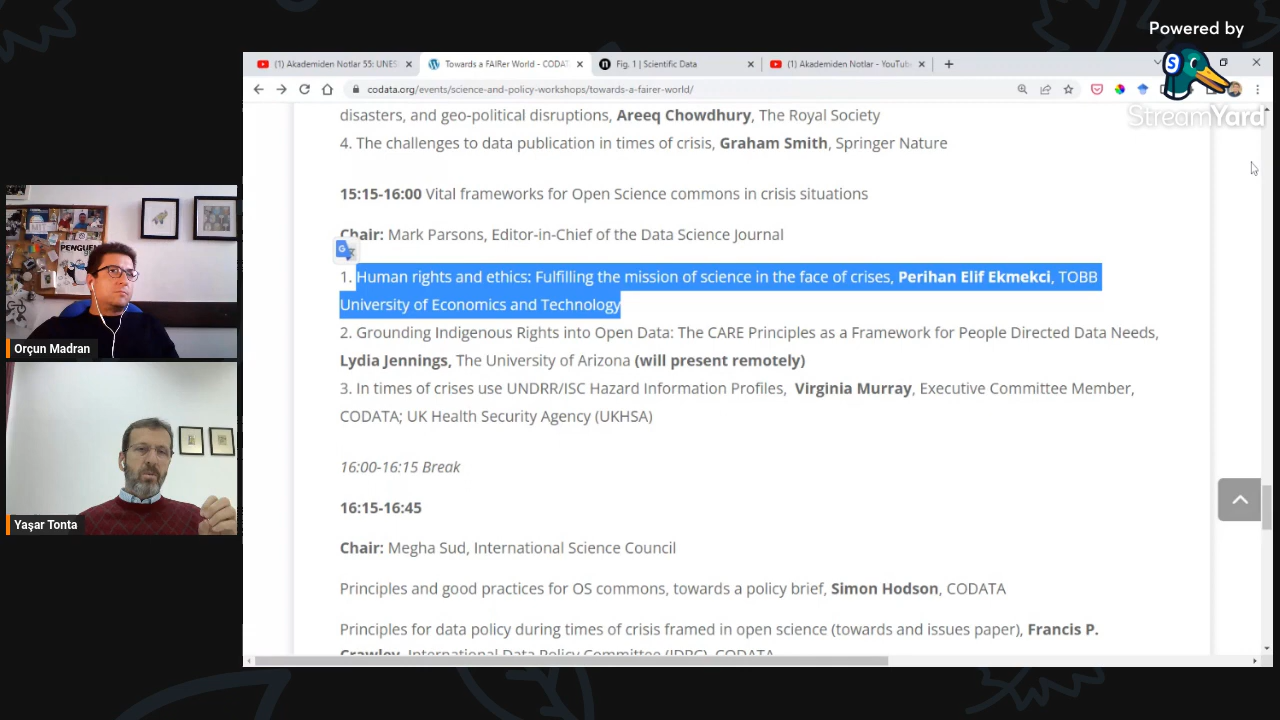 Powered by
StreamYard
(1) Akademiden Notlar 55: UNES
Towards a FAIRer World - CODAT
Fig. 1 | Scientific Data
(1) Akademiden Notlar - YouTub
codata.org/events/science-and-policy-workshops/towards-a-fairer-world/
disasters, and geo-political disruptions, Areeq Chowdhury, The Royal Society
4. The challenges to data publication in times of crisis, Graham Smith, Springer Nature
15:15-16:00 Vital frameworks for Open Science commons in crisis situations
Chair: Mark Parsons, Editor-in-Chief of the Data Science Journal
1. Human rights and ethics: Fulfilling the mission of science in the face of crises, Perihan Elif Ekmekci, TOBB
University of Economics and Technology
2. Grounding Indigenous Rights into Open Data: The CARE Principles as a Framework for People Directed Data Needs,
Lydia Jennings, The University of Arizona (will present remotely)
3. In times of crises use UNDRR/ISC Hazard Information Profiles, Virginia Murray, Executive Committee Member,
CODATA; UK Health Security Agency (UKHSA)
16:00-16:15 Break
16:15-16:45
Chair: Megha Sud, International Science Council
Principles and good practices for OS commons, towards a policy brief, Simon Hodson, CODATA
Principles for data policy during times of crisis framed in open science (towards and issues paper), Francis P.
Crawley, International Data Policy Committee (IDPC), CODATA
MIT
PENGUEN
Orçun Madran
Yaşar Tonta